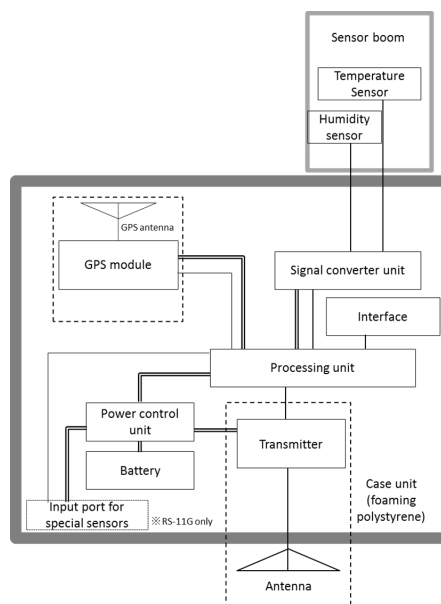 Sensor boom
Temperature
Sensor
Humidity
sensor
GPS antenna
GPS module
Signal converter unit
Interface
Processing unit
Power control
unit
Transmitter
Battery
Case unit
(foaming
polystyrene)
Input port for
special sensors
※RS-11G only
Antenna